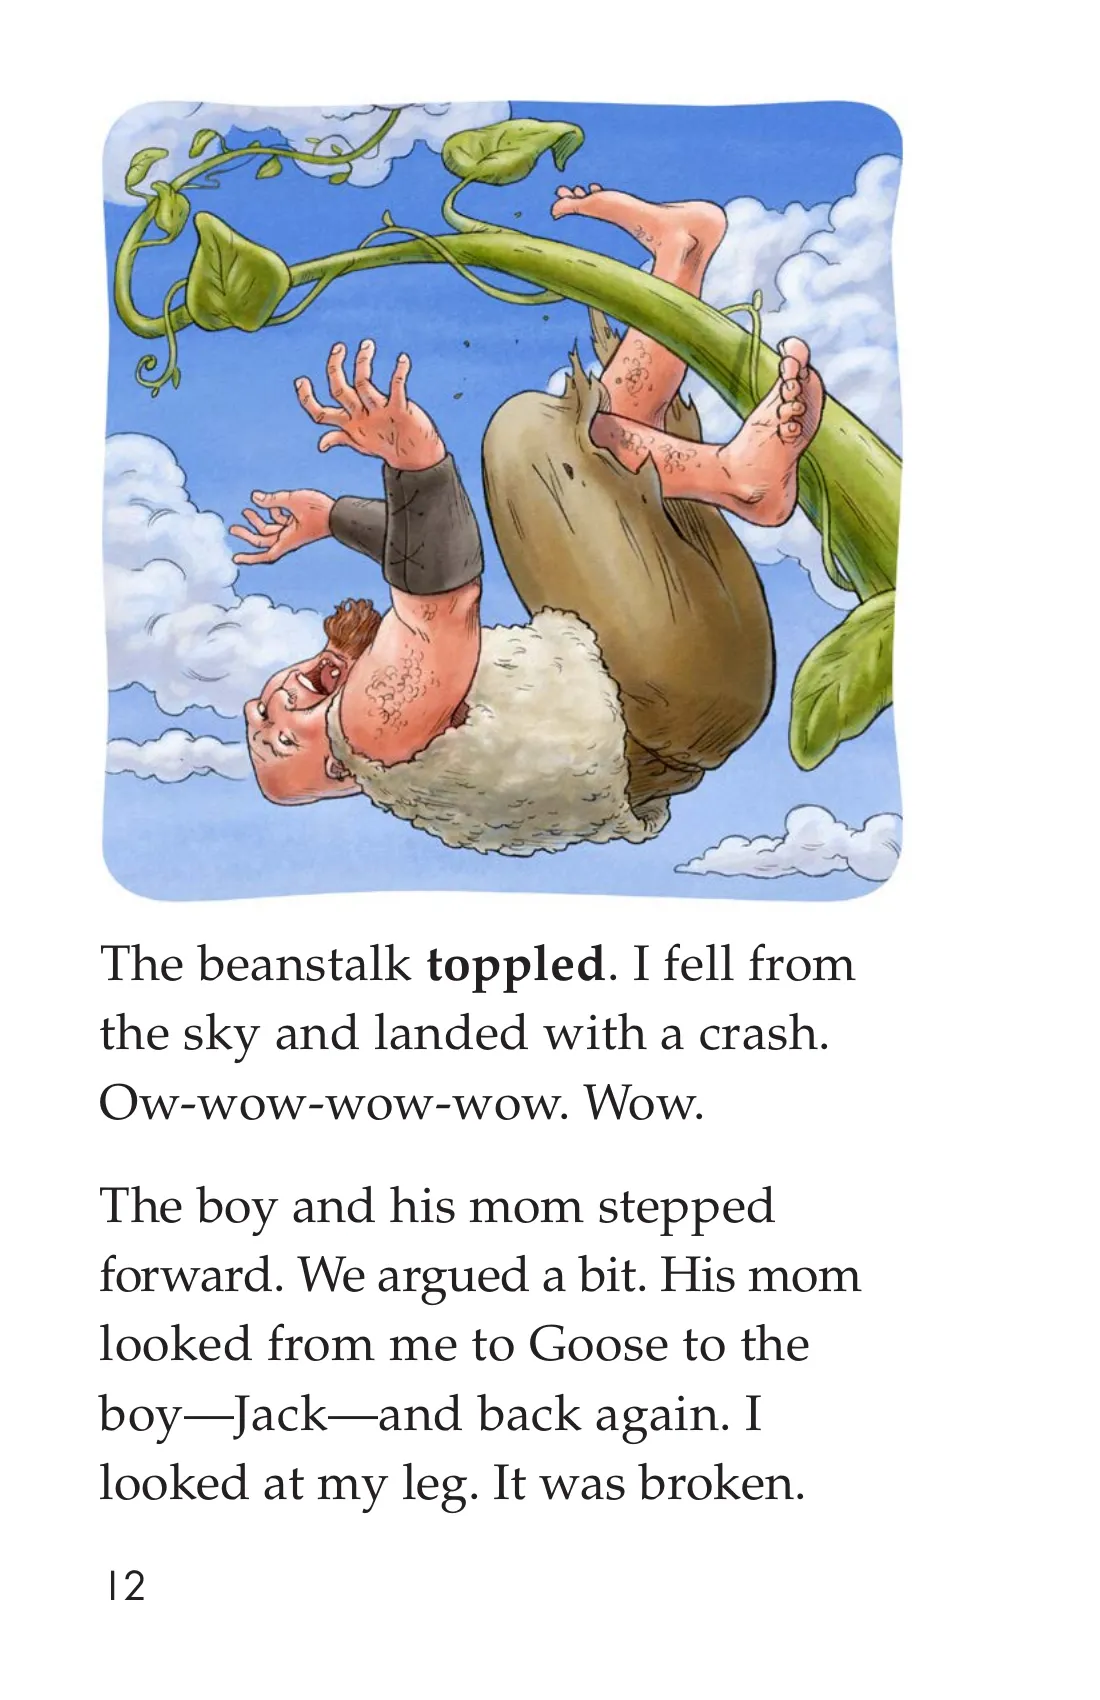 The beanstalk toppled. I fell from
the sky and landed with a crash.
Ow-wow-wow-wow. Wow.
The boy and his mom stepped
forward. We argued a bit. His mom
looked from me to Goose to the
boy—Jack—and back again. I
looked at my leg. It was broken.
12